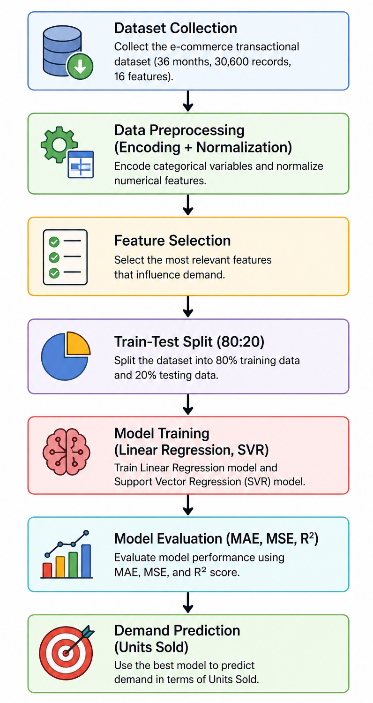 Dataset Collection
Collect the e-commerce transactional
dataset (36 months, 30,600 records,
16 features).
Data Preprocessing
(Encoding + Normalization)
Encode categorical variables and normalize
numerical features.
Feature Selection
Select the most relevant features
that influence demand.
Train-Test Split (80:20)
Split the dataset into 80% training data
and 20% testing data.
Model Training
(Linear Regression, SVR)
Train Linear Regression model and
Support Vector Regression (SVR) model.
Model Evaluation (MAE, MSE, R²)
Evaluate model performance using
MAE, MSE, and R² score.
Demand Prediction
(Units Sold)
Use the best model to predict
demand in terms of Units Sold.